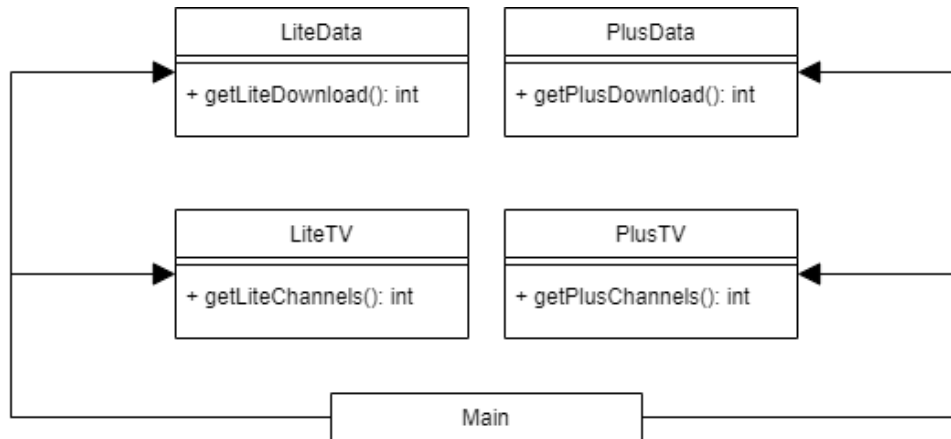 LiteData
+ getLiteDownload(): int
PlusData
+ getPlusDownload(): int
LiteTV
+ getLiteChannels(): int
PlusTV
+ getPlusChannels(): int
Main